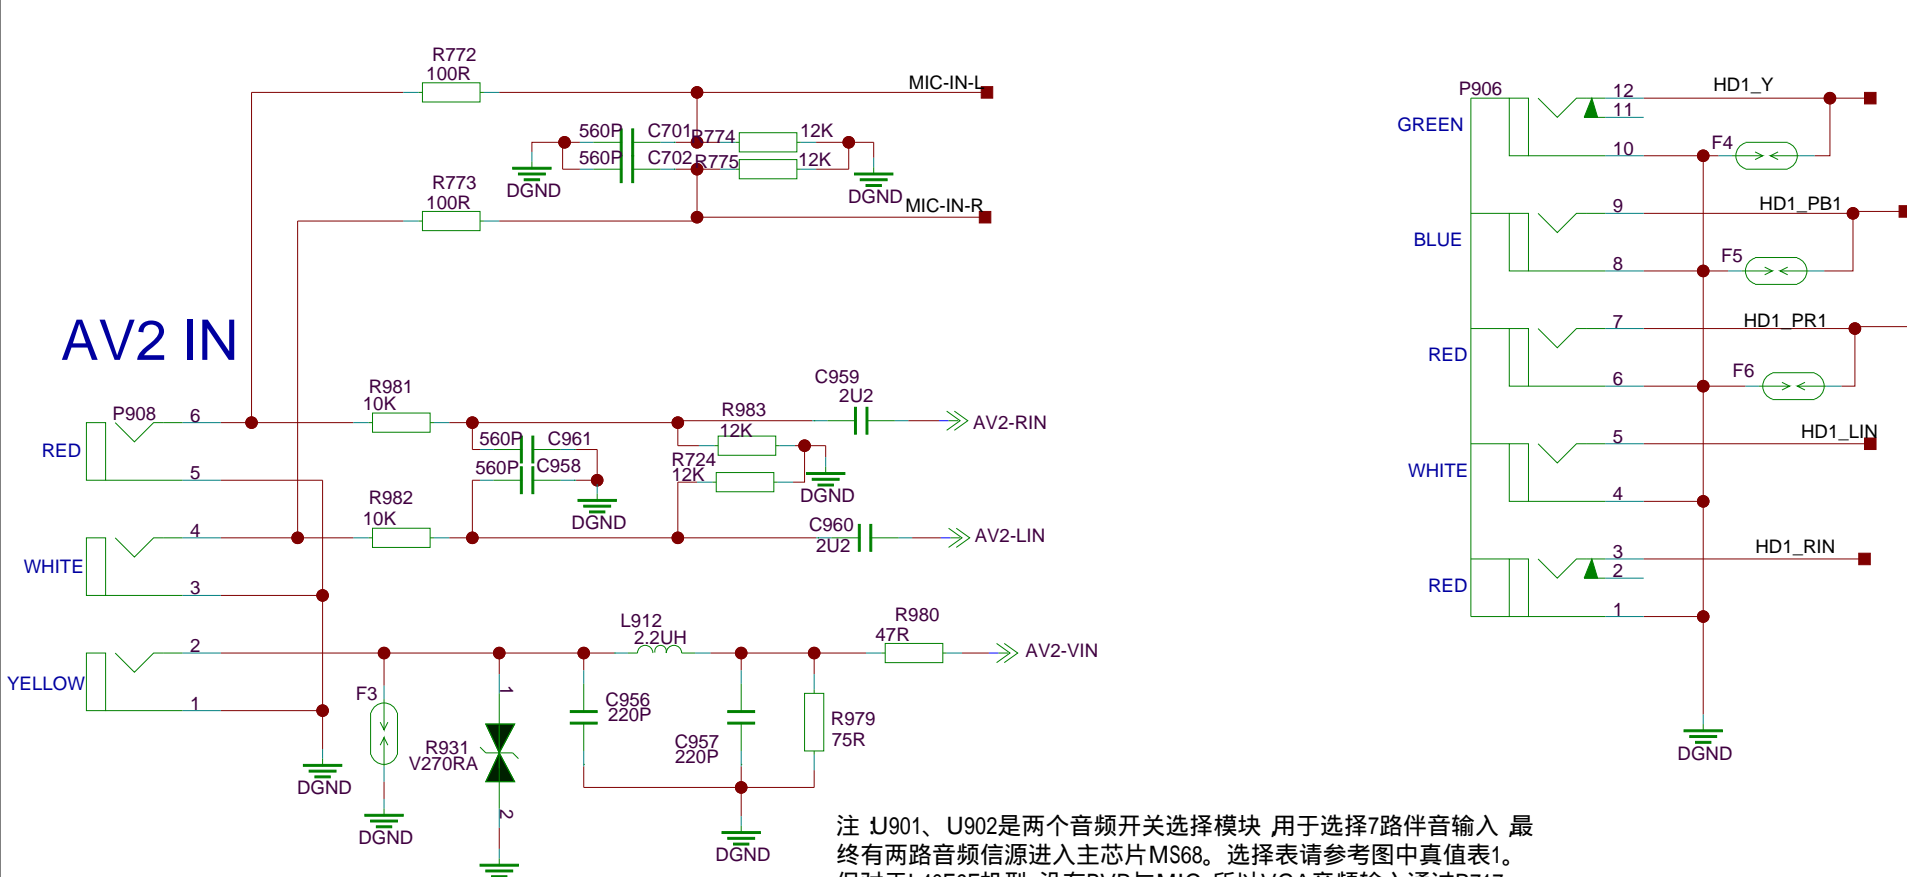 R772
100R
MIC-IN-L
560P
C701
R774
12K
560P
C702
R775
12K
DGND
DGND
R773
100R
MIC-IN-R
AV2 IN
P908
RED
6
5
R981
10K
560P
C961
560P
C958
DGND
R983
12K
R724
12K
DGND
C959
2U2
AV2-RIN
WHITE
4
3
R982
10K
C960
2U2
AV2-LIN
YELLOW
2
1
DGND
F3
DGND
R931
V270RA
1
2
L912
2.2UH
C956
220P
C957
220P
R979
75R
DGND
R980
47R
AV2-VIN
P906
GREEN
12
11
10
HD1_Y
F4
BLUE
9
8
HD1_PB1
F5
RED
7
6
HD1_PR1
F6
WHITE
5
4
HD1_LIN
RED
3
2
1
HD1_RIN
DGND
注:U901、U902是两个音频开关选择模块,用于选择7路伴音输入,最
终有两路音频信源进入主芯片MS68。选择表请参考图中真值表1。